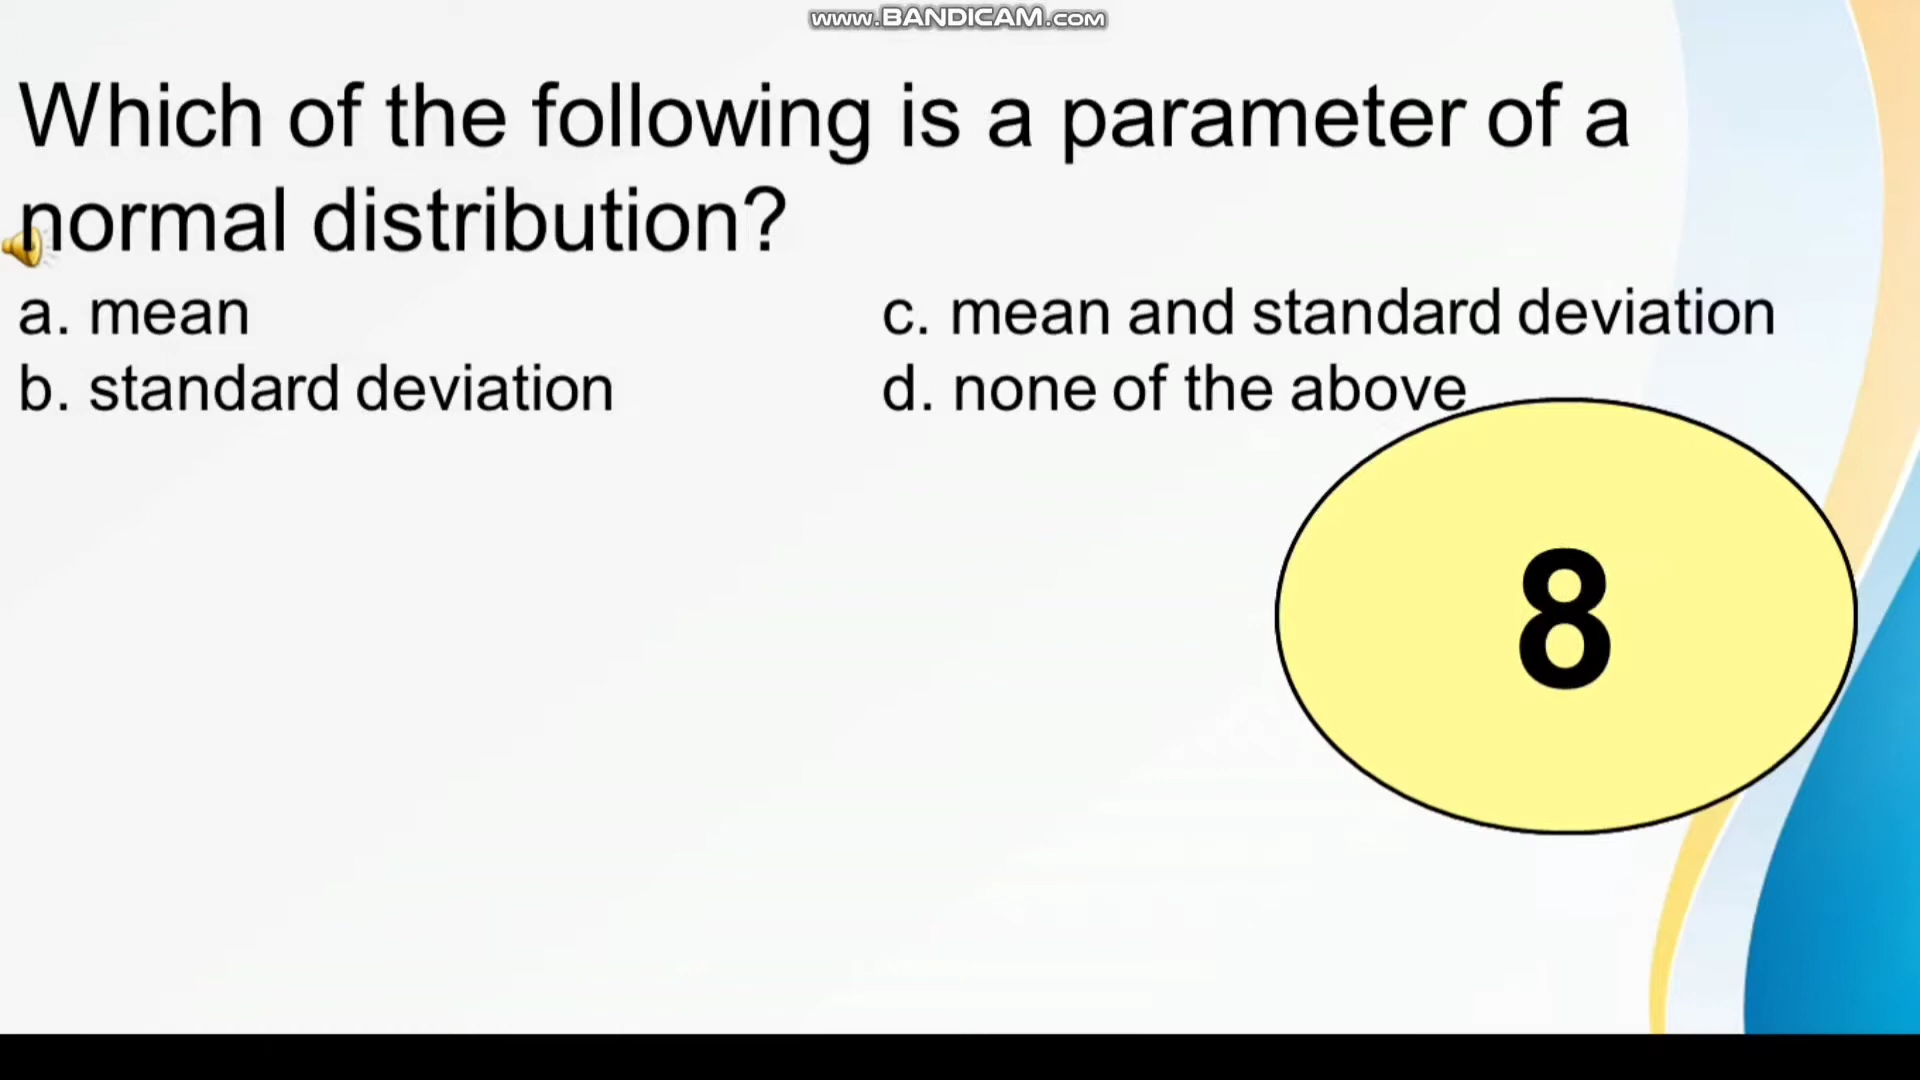 www.BANDICAM.com
Which of the following is a parameter of a
normal distribution?
a. mean
b. standard deviation
c. mean and standard deviation
d. none of the above
8